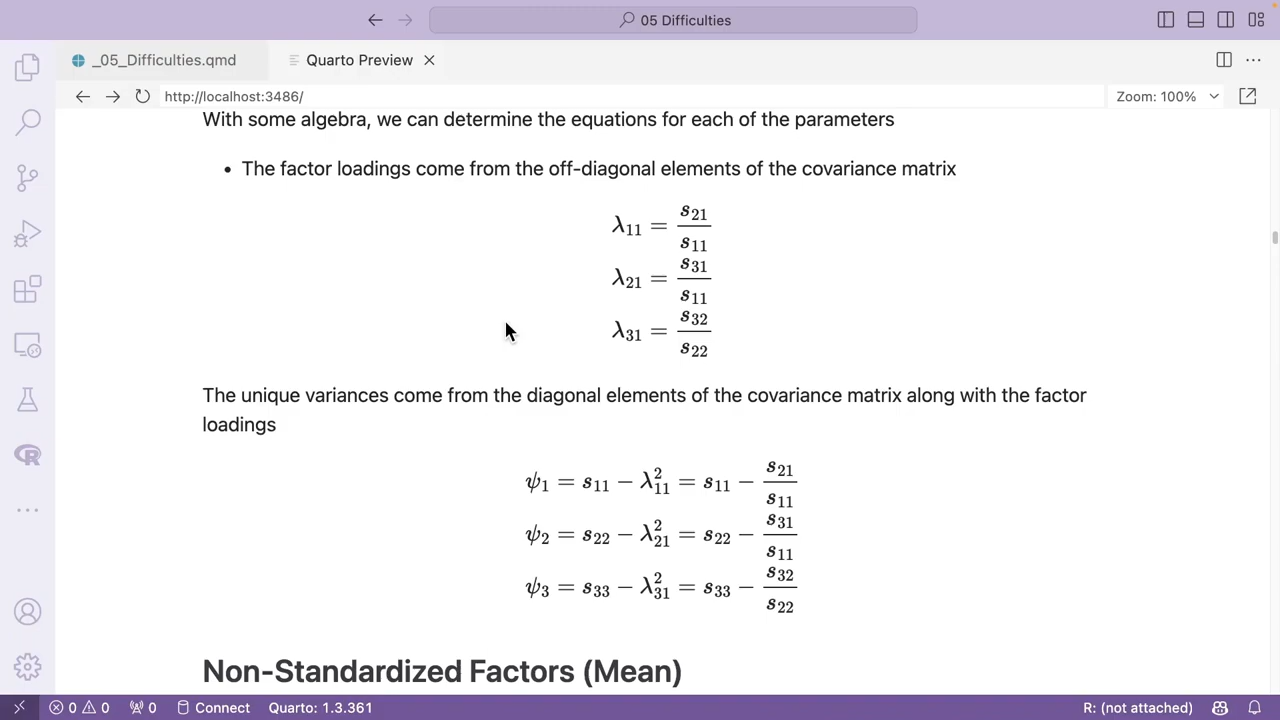 05 Difficulties
_05_Difficulties.qmd
Quarto Preview
http://localhost:3486/
Zoom: 100%
With some algebra, we can determine the equations for each of the parameters
• The factor loadings come from the off-diagonal elements of the covariance matrix
λ₁₁ = s₂₁/s₁₁
λ₂₁ = s₃₁/s₁₁
λ₃₁ = s₃₂/s₂₂
The unique variances come from the diagonal elements of the covariance matrix along with the factor
loadings
ψ₁ = s₁₁ − λ₁₁² = s₁₁ − s₂₁/s₁₁
ψ₂ = s₂₂ − λ₂₁² = s₂₂ − s₃₁/s₁₁
ψ₃ = s₃₃ − λ₃₁² = s₃₃ − s₃₂/s₂₂
Non-Standardized Factors (Mean)
0 0 0 Connect Quarto: 1.3.361 R: (not attached)